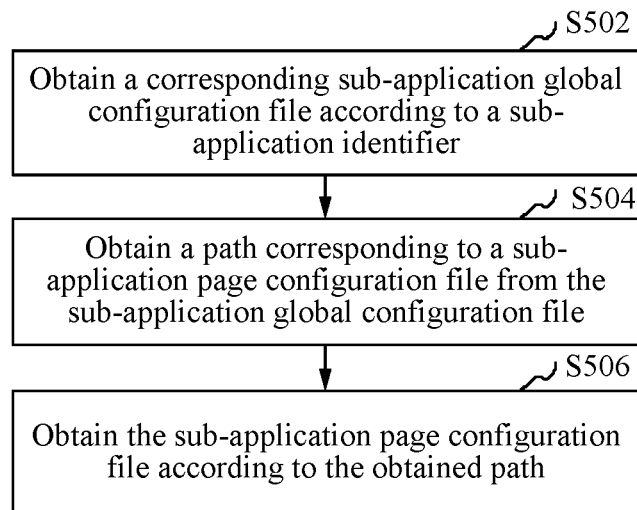 S502
Obtain a corresponding sub-application global
configuration file according to a sub-
application identifier
S504
Obtain a path corresponding to a sub-
application page configuration file from the
sub-application global configuration file
S506
Obtain the sub-application page configuration
file according to the obtained path